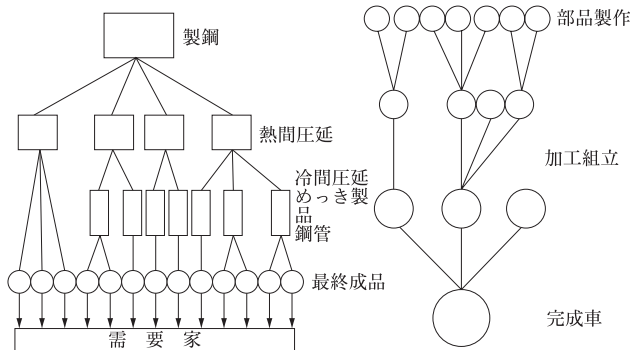 製鋼
熱間圧延
冷間圧延
めっき製
品
鋼管
最終成品
需要家
部品製作
加工組立
完成車